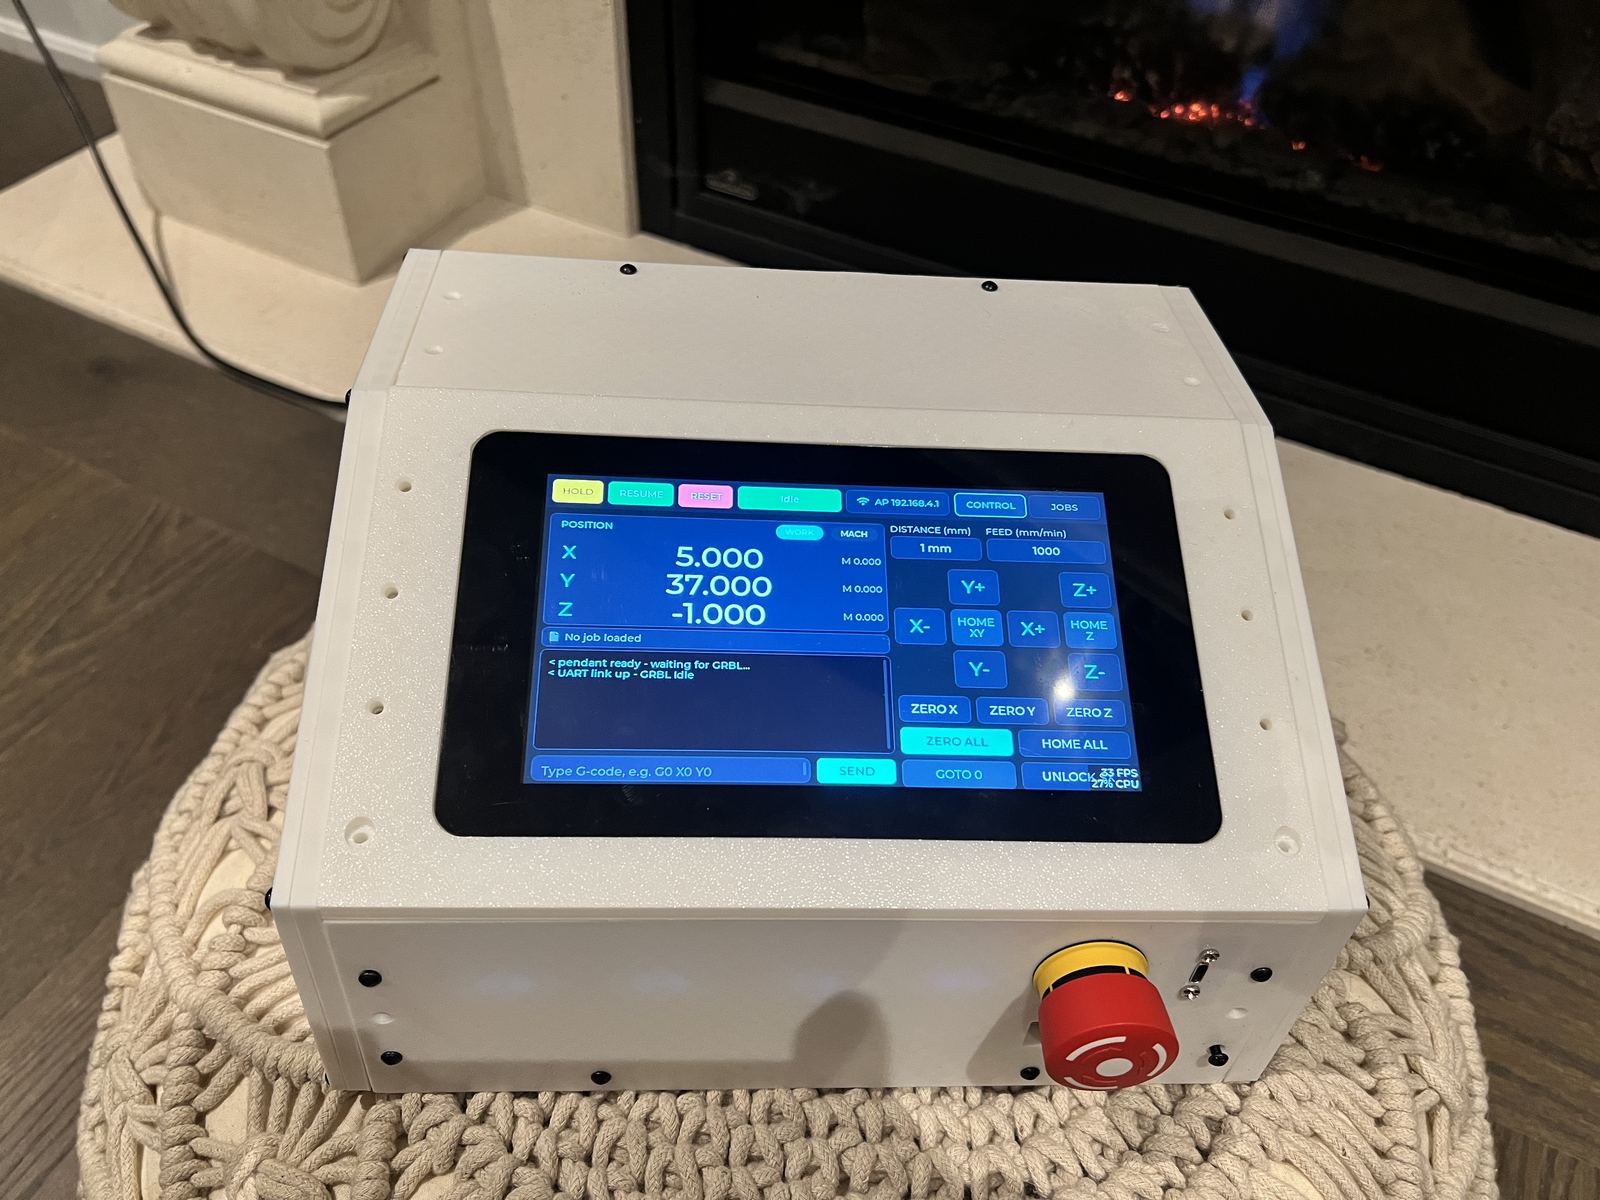 HOLD RESUME RESET Idle AP 192.168.4.1 CONTROL JOBS
POSITION WORK MACH
X 5.000 M 0.000
Y 37.000 M 0.000
Z -1.000 M 0.000
No job loaded
< pendant ready - waiting for GRBL...
< UART link up - GRBL Idle
Type G-code, e.g. G0 X0 Y0 SEND
DISTANCE (mm) FEED (mm/min)
1 mm 1000
Y+ Z+
X- HOME XY X+ HOME Z
Y- Z-
ZERO X ZERO Y ZERO Z
ZERO ALL HOME ALL
GOTO 0 UNLOCK
33 FPS
27% CPU